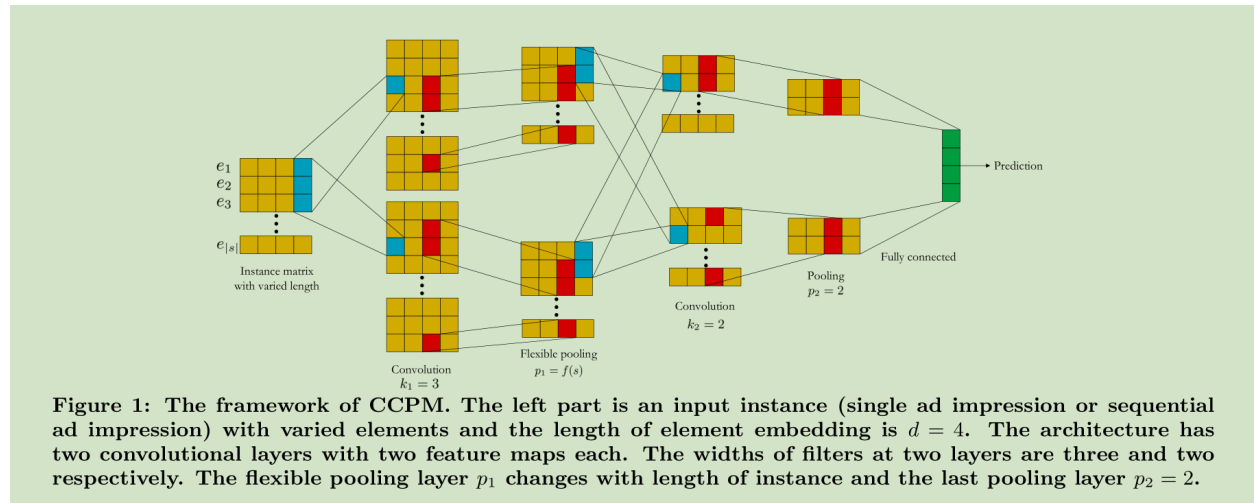 e₁
e₂
e₃
e|s|
Instance matrix
with varied length
Convolution
k₁ = 3
Flexible pooling
p₁ = f(s)
Convolution
k₂ = 2
Pooling
p₂ = 2
Fully connected
Prediction
Figure 1: The framework of CCPM. The left part is an input instance (single ad impression or sequential
ad impression) with varied elements and the length of element embedding is d = 4. The architecture has
two convolutional layers with two feature maps each. The widths of filters at two layers are three and two
respectively. The flexible pooling layer p₁ changes with length of instance and the last pooling layer p₂ = 2.